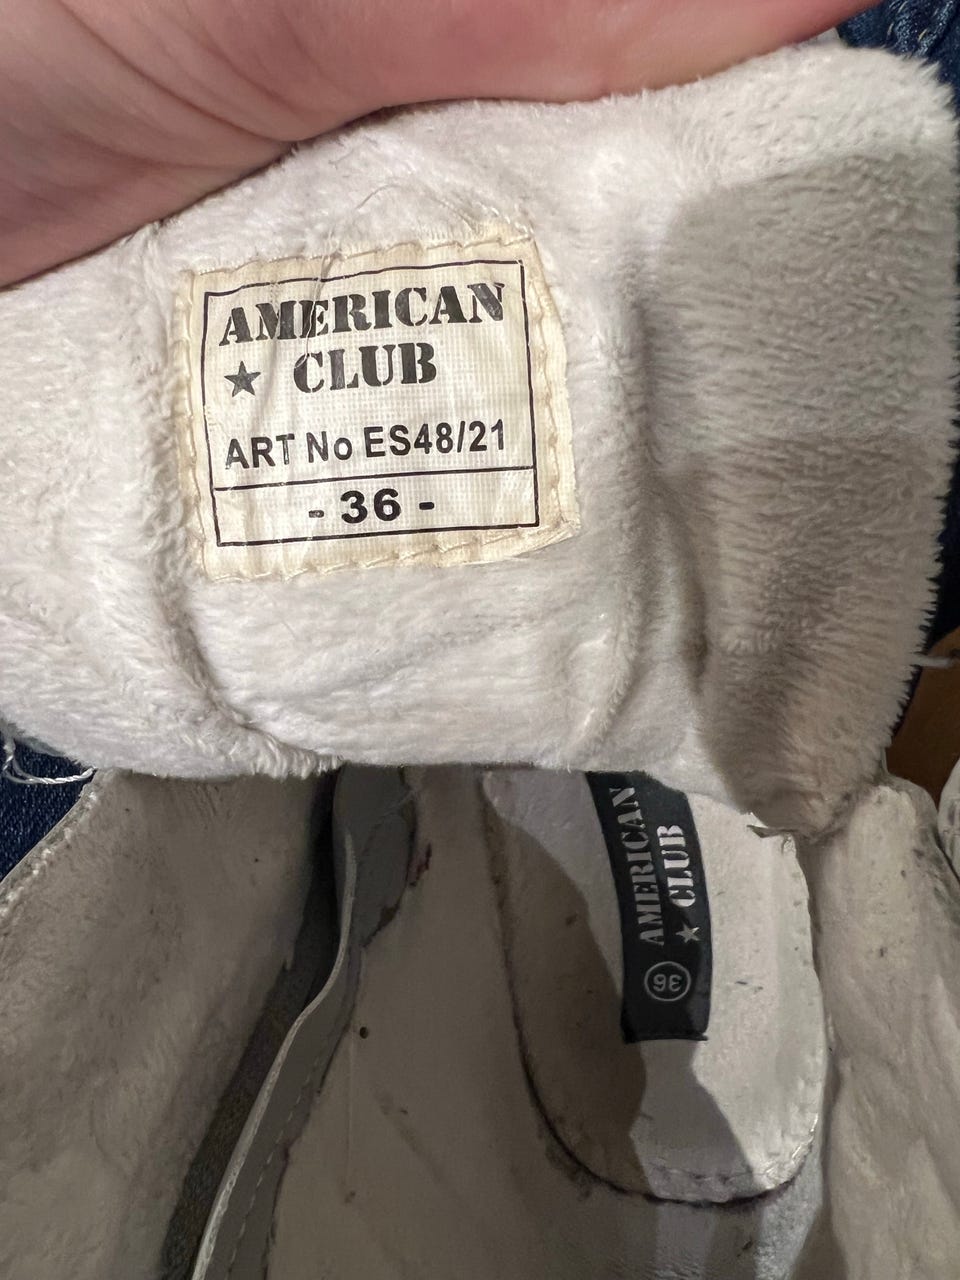 AMERICAN
★ CLUB
ART No ES48/21
- 36 -
AMERICAN
★ CLUB
36